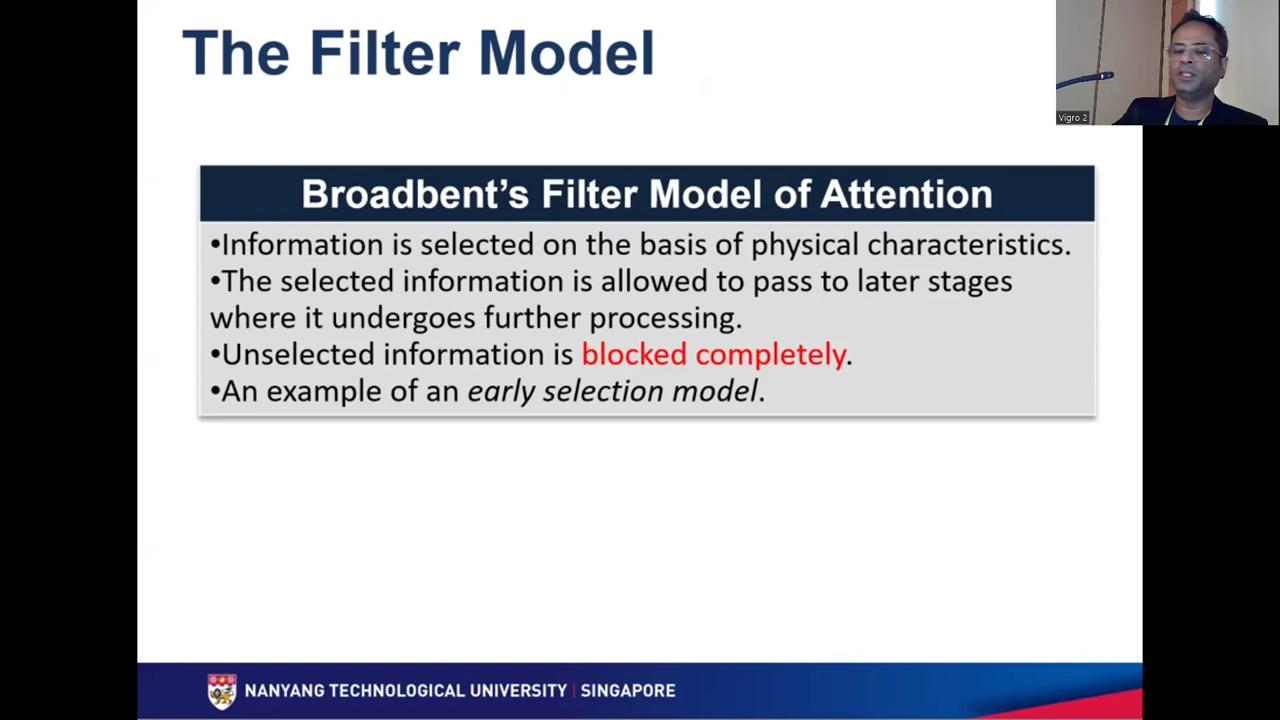 The Filter Model
Vigro 2
Broadbent’s Filter Model of Attention
•Information is selected on the basis of physical characteristics.
•The selected information is allowed to pass to later stages
where it undergoes further processing.
•Unselected information is blocked completely.
•An example of an early selection model.
NANYANG TECHNOLOGICAL UNIVERSITY | SINGAPORE